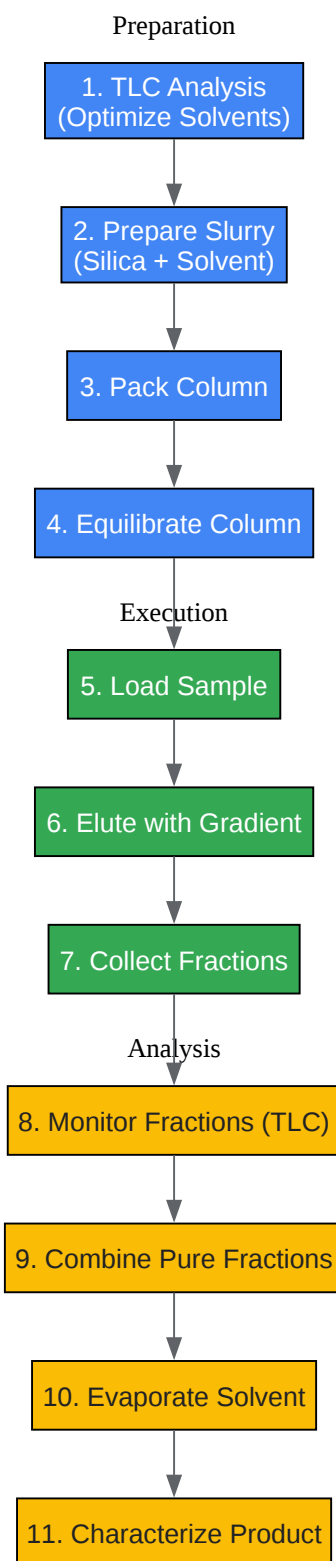 Preparation
1. TLC Analysis
(Optimize Solvents)
2. Prepare Slurry
(Silica + Solvent)
3. Pack Column
4. Equilibrate Column
Execution
5. Load Sample
6. Elute with Gradient
7. Collect Fractions
Analysis
8. Monitor Fractions (TLC)
9. Combine Pure Fractions
10. Evaporate Solvent
11. Characterize Product